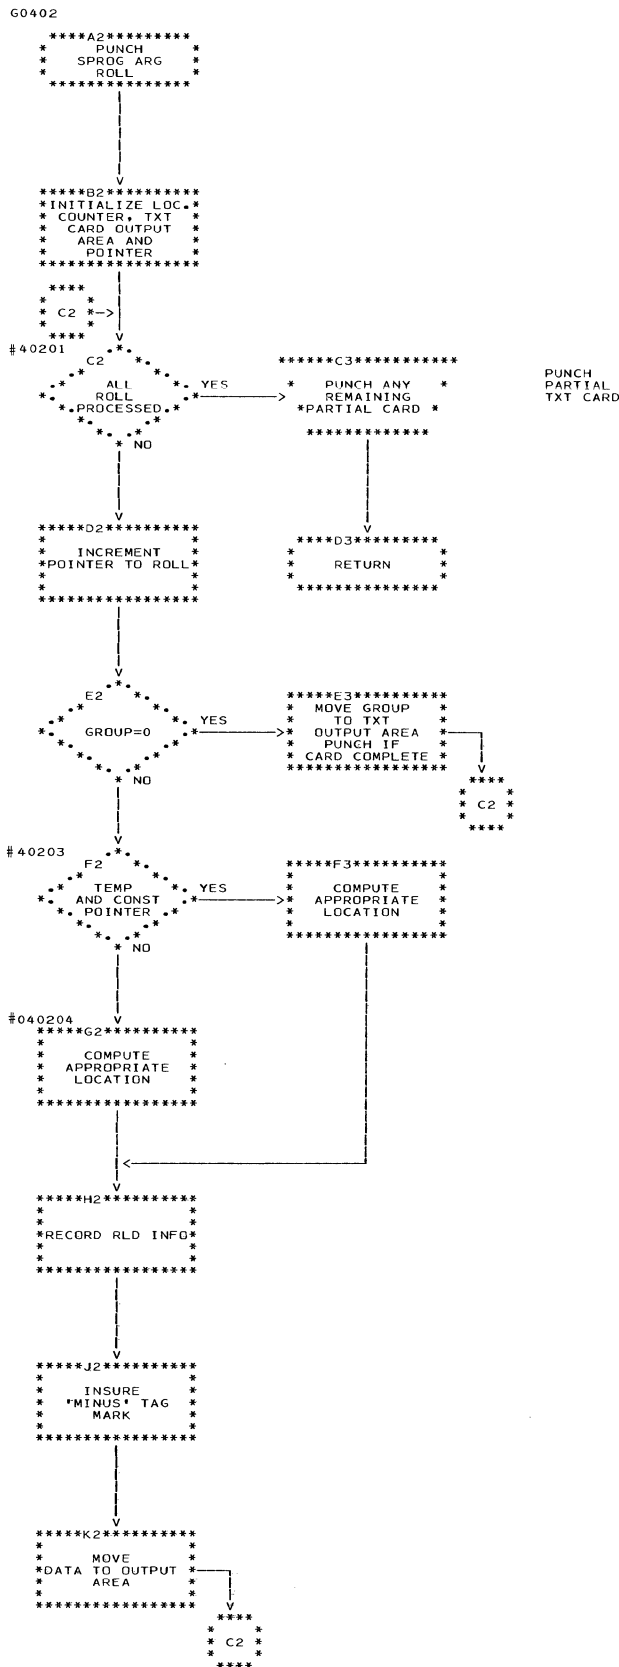 G0402
A2
PUNCH
SPROG ARG
ROLL
B2
INITIALIZE LOC.
COUNTER, TXT
CARD OUTPUT
AREA AND
POINTER
C2
#40201
C2
ALL
ROLL
PROCESSED
YES
NO
C3
PUNCH ANY
REMAINING
PARTIAL CARD
PUNCH
PARTIAL
TXT CARD
D2
INCREMENT
POINTER TO ROLL
D3
RETURN
E2
GROUP=0
YES
NO
E3
MOVE GROUP
TO TXT
OUTPUT AREA
PUNCH IF
CARD COMPLETE
C2
#40203
F2
TEMP
AND CONST
POINTER
YES
NO
F3
COMPUTE
APPROPRIATE
LOCATION
#040204
G2
COMPUTE
APPROPRIATE
LOCATION
H2
RECORD RLD INFO
J2
INSURE
'MINUS' TAG
MARK
K2
MOVE
DATA TO OUTPUT
AREA
C2